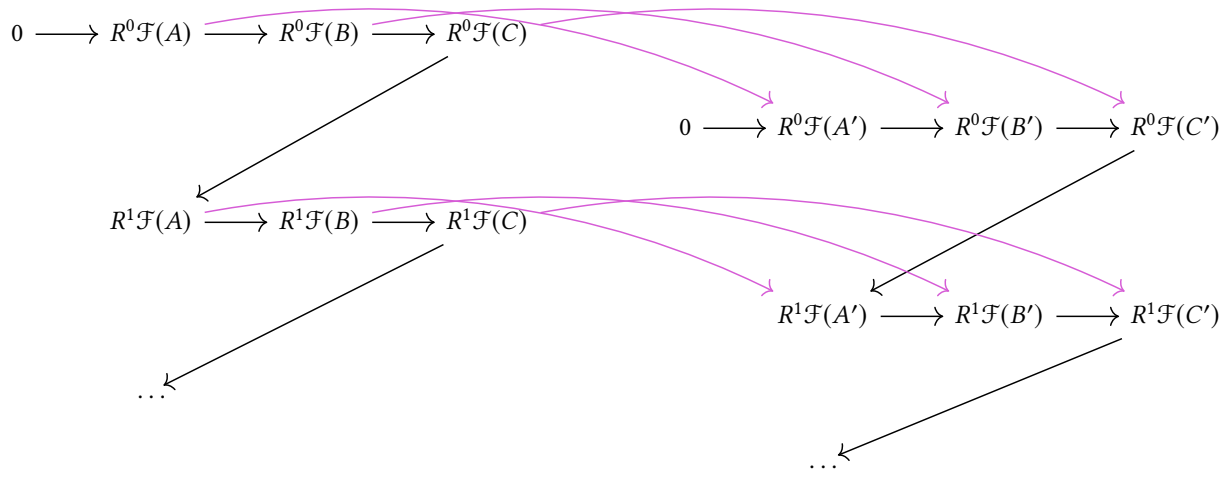 0 R⁰ℱ(A) R⁰ℱ(B) R⁰ℱ(C)
0 R⁰ℱ(A′) R⁰ℱ(B′) R⁰ℱ(C′)
R¹ℱ(A) R¹ℱ(B) R¹ℱ(C)
R¹ℱ(A′) R¹ℱ(B′) R¹ℱ(C′)
...
...